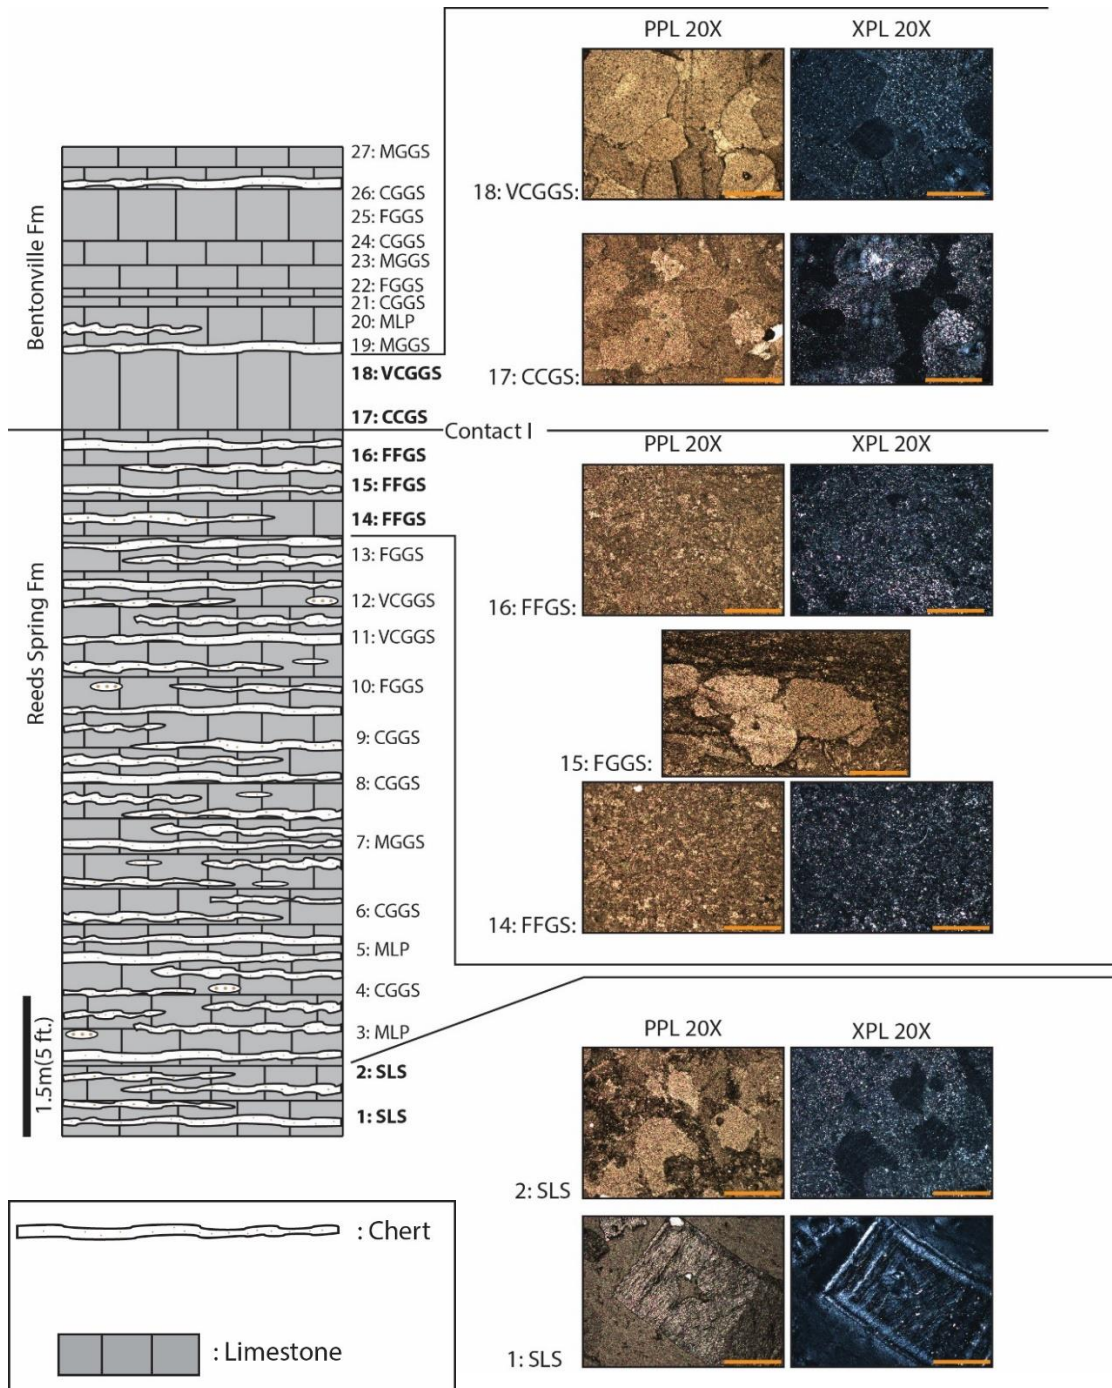 PPL 20X
XPL 20X
18: VCGGS:
17: CCGS:
Bentonville Fm
27: MGGS
26: CGGS
25: FGGS
24: CGGS
23: MGGS
22: FGGS
21: CGGS
20: MLP
19: MGGS
18: VCGGS
17: CCGS
Contact I
Reeds Spring Fm
16: FFGS
15: FFGS
14: FFGS
13: FGGS
12: VCGGS
11: VCGGS
10: FGGS
9: CGGS
8: CGGS
7: MGGS
6: CGGS
5: MLP
4: CGGS
3: MLP
2: SLS
1: SLS
1.5m(5 ft.)
PPL 20X
XPL 20X
16: FFGS:
15: FGGS:
14: FFGS:
PPL 20X
XPL 20X
2: SLS
1: SLS
: Chert
: Limestone